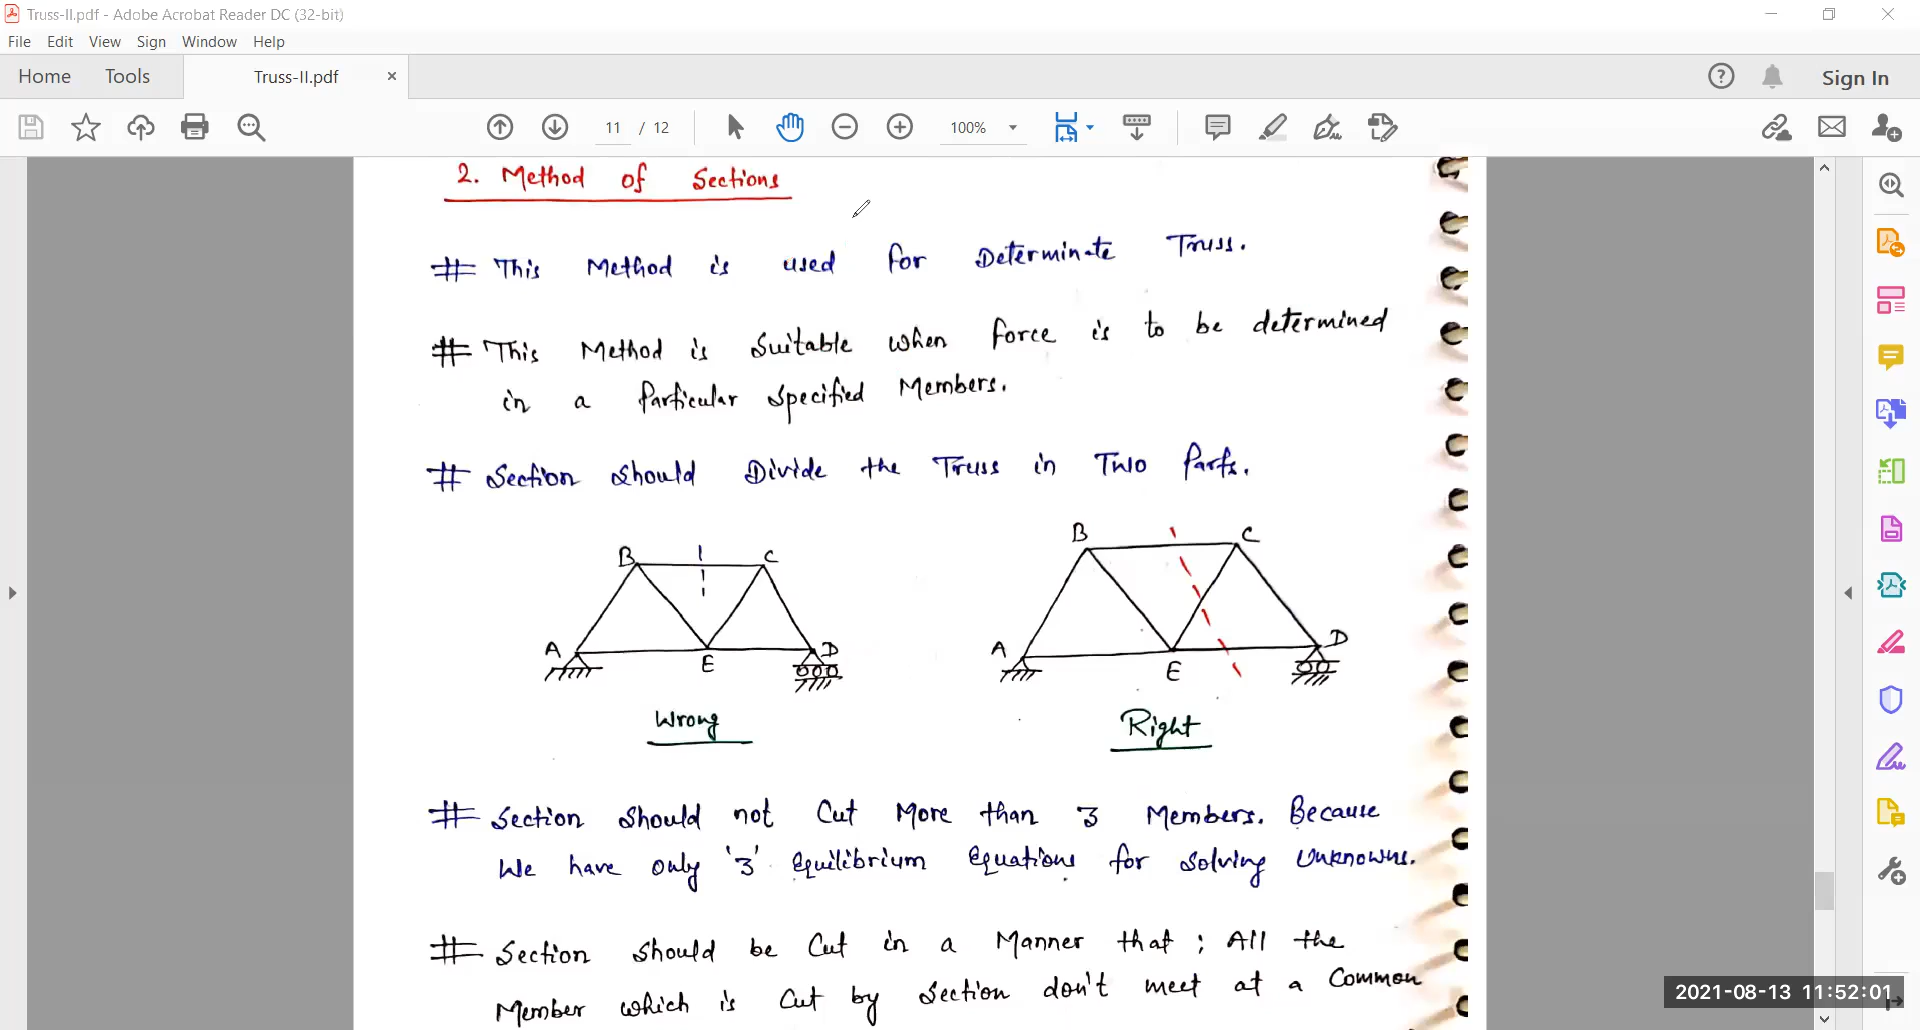 Truss-II.pdf - Adobe Acrobat Reader DC (32-bit)
File Edit View Sign Window Help
Home Tools Truss-II.pdf × ? Sign In
11 / 12 100%
2. Method of Sections
# This Method is used for Determinate Truss.
# This Method is Suitable when force is to be determined
in a Particular Specified Members.
# Section Should Divide the Truss in Two Parts.
B C
A E D
Wrong
B C
A E D
Right
# Section Should not Cut More than 3 Members. Because
We have only '3' Equilibrium Equations for Solving Unknowns.
# Section Should be Cut in a Manner that ; All the
Member which is Cut by Section don't meet at a Common
2021-08-13 11:52:01